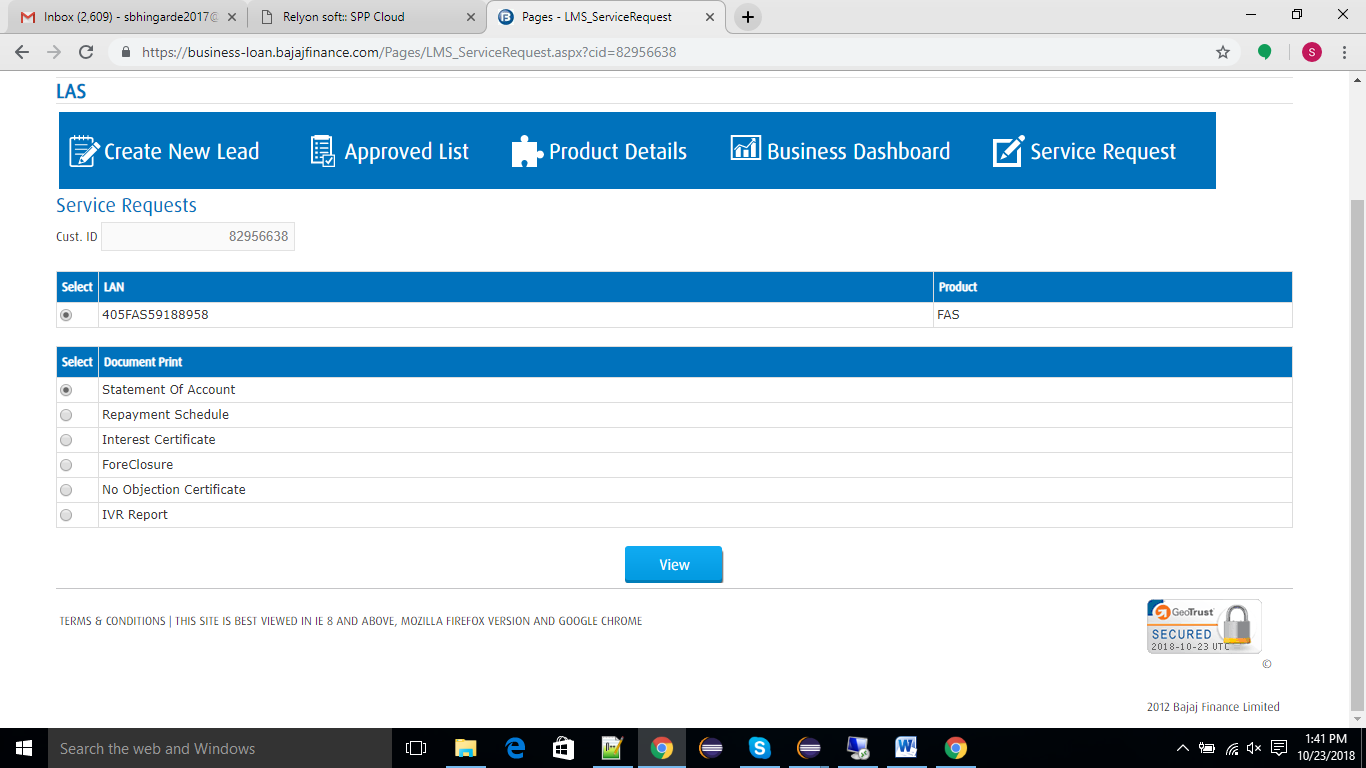 Inbox (2,609) - sbhingarde2017@
Relyon soft:: SPP Cloud
Pages - LMS_ServiceRequest
https://business-loan.bajajfinance.com/Pages/LMS_ServiceRequest.aspx?cid=82956638
S
LAS
Create New Lead Approved List Product Details Business Dashboard Service Request
Service Requests
Cust. ID 82956638
Select LAN Product
405FAS59188958 FAS
Select Document Print
Statement Of Account
Repayment Schedule
Interest Certificate
ForeClosure
No Objection Certificate
IVR Report
View
TERMS & CONDITIONS | THIS SITE IS BEST VIEWED IN IE 8 AND ABOVE, MOZILLA FIREFOX VERSION AND GOOGLE CHROME
GeoTrust
SECURED
2018-10-23 UTC
©
2012 Bajaj Finance Limited
Search the web and Windows
1:41 PM
10/23/2018